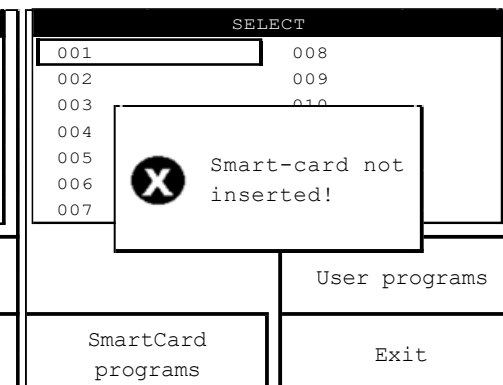 SELECT
001 008
002 009
003 010
004
005
006
007
Smart-card not
inserted!
User programs
SmartCard
programs
Exit